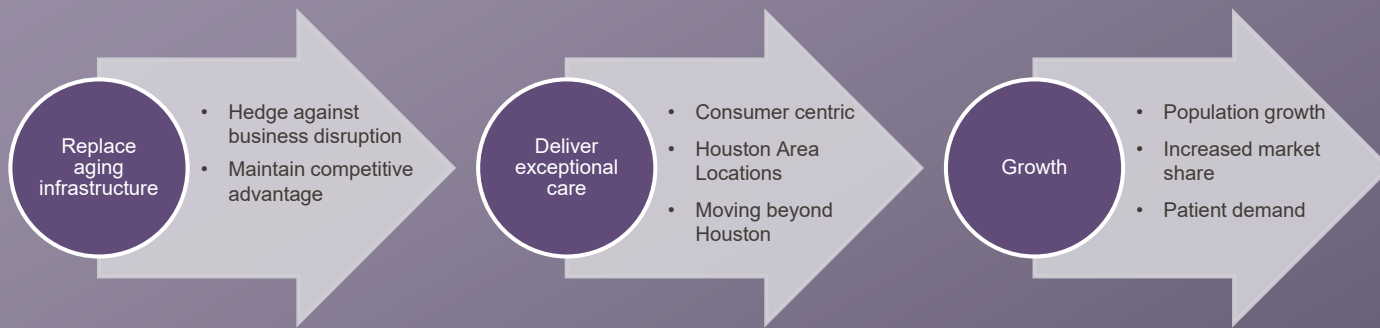 Replace
aging
infrastructure
• Hedge against
business disruption
• Maintain competitive
advantage
Deliver
exceptional
care
• Consumer centric
• Houston Area
Locations
• Moving beyond
Houston
Growth
• Population growth
• Increased market
share
• Patient demand